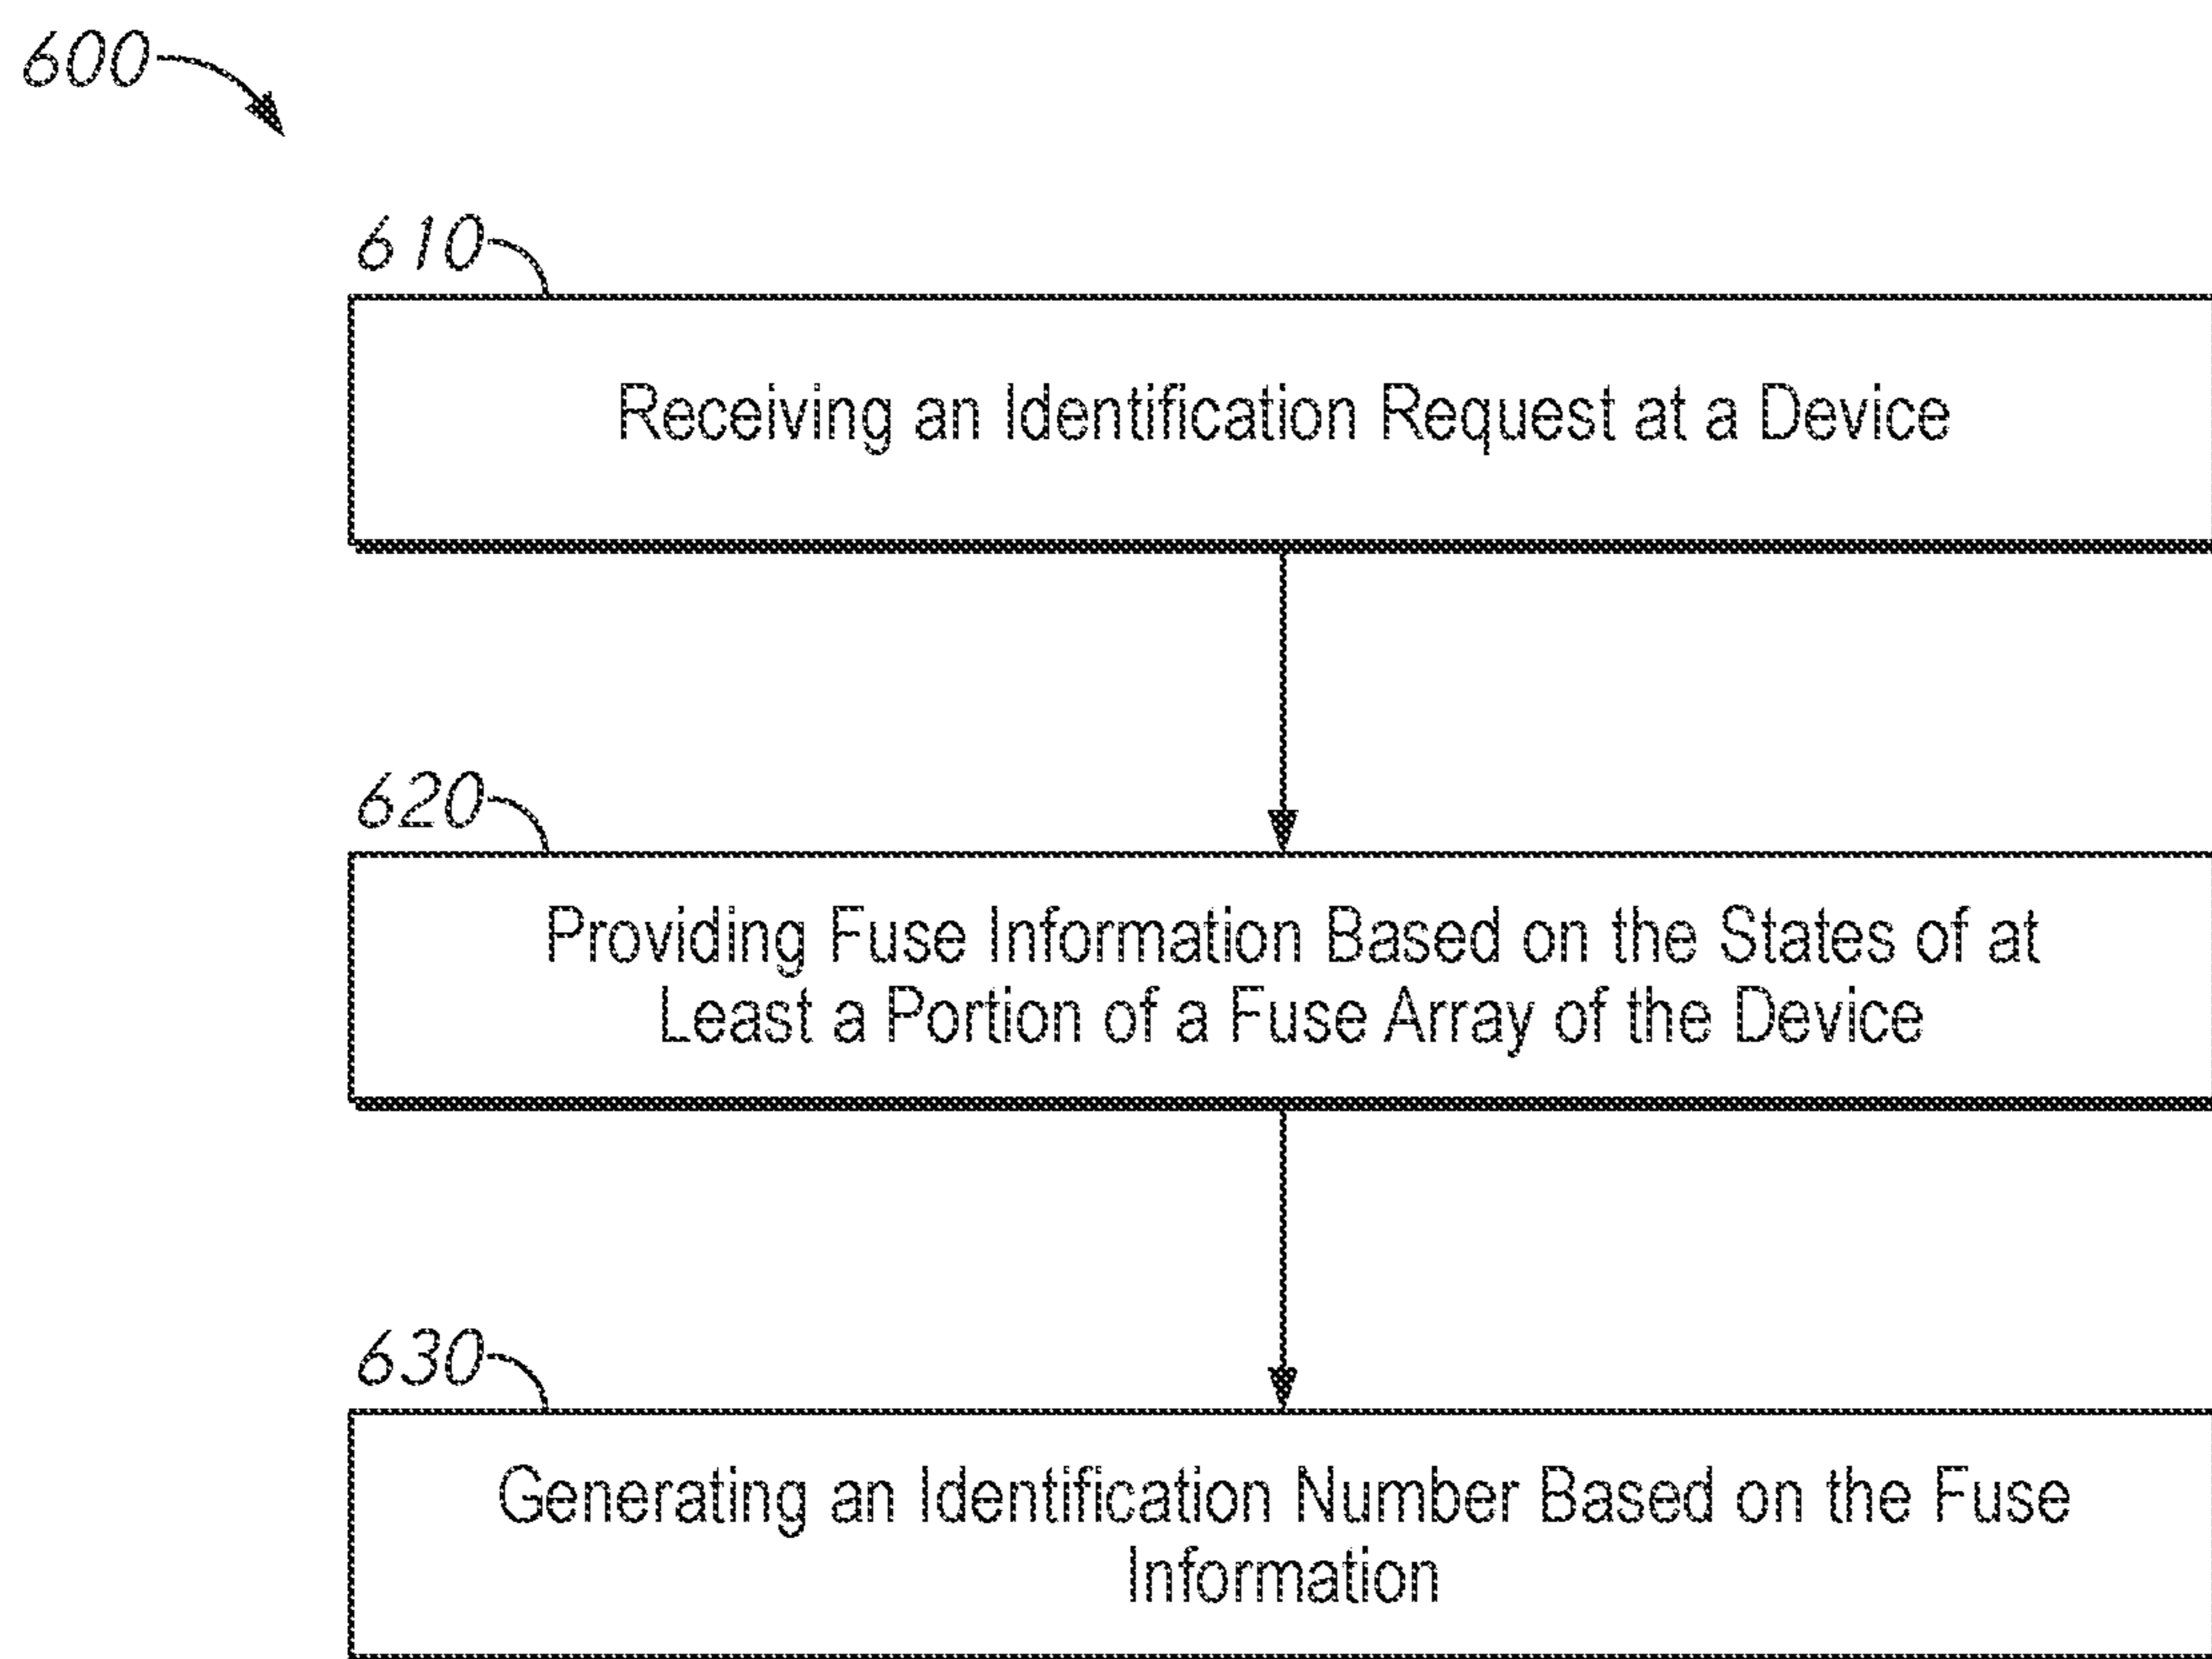 600
610
Receiving an Identification Request at a Device
620
Providing Fuse Information Based on the States of at
Least a Portion of a Fuse Array of the Device
630
Generating an Identification Number Based on the Fuse
Information